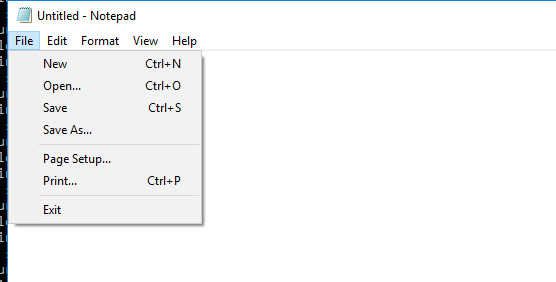 Untitled - Notepad
File Edit Format View Help
New Ctrl+N
Open... Ctrl+O
Save Ctrl+S
Save As...
Page Setup...
Print... Ctrl+P
Exit